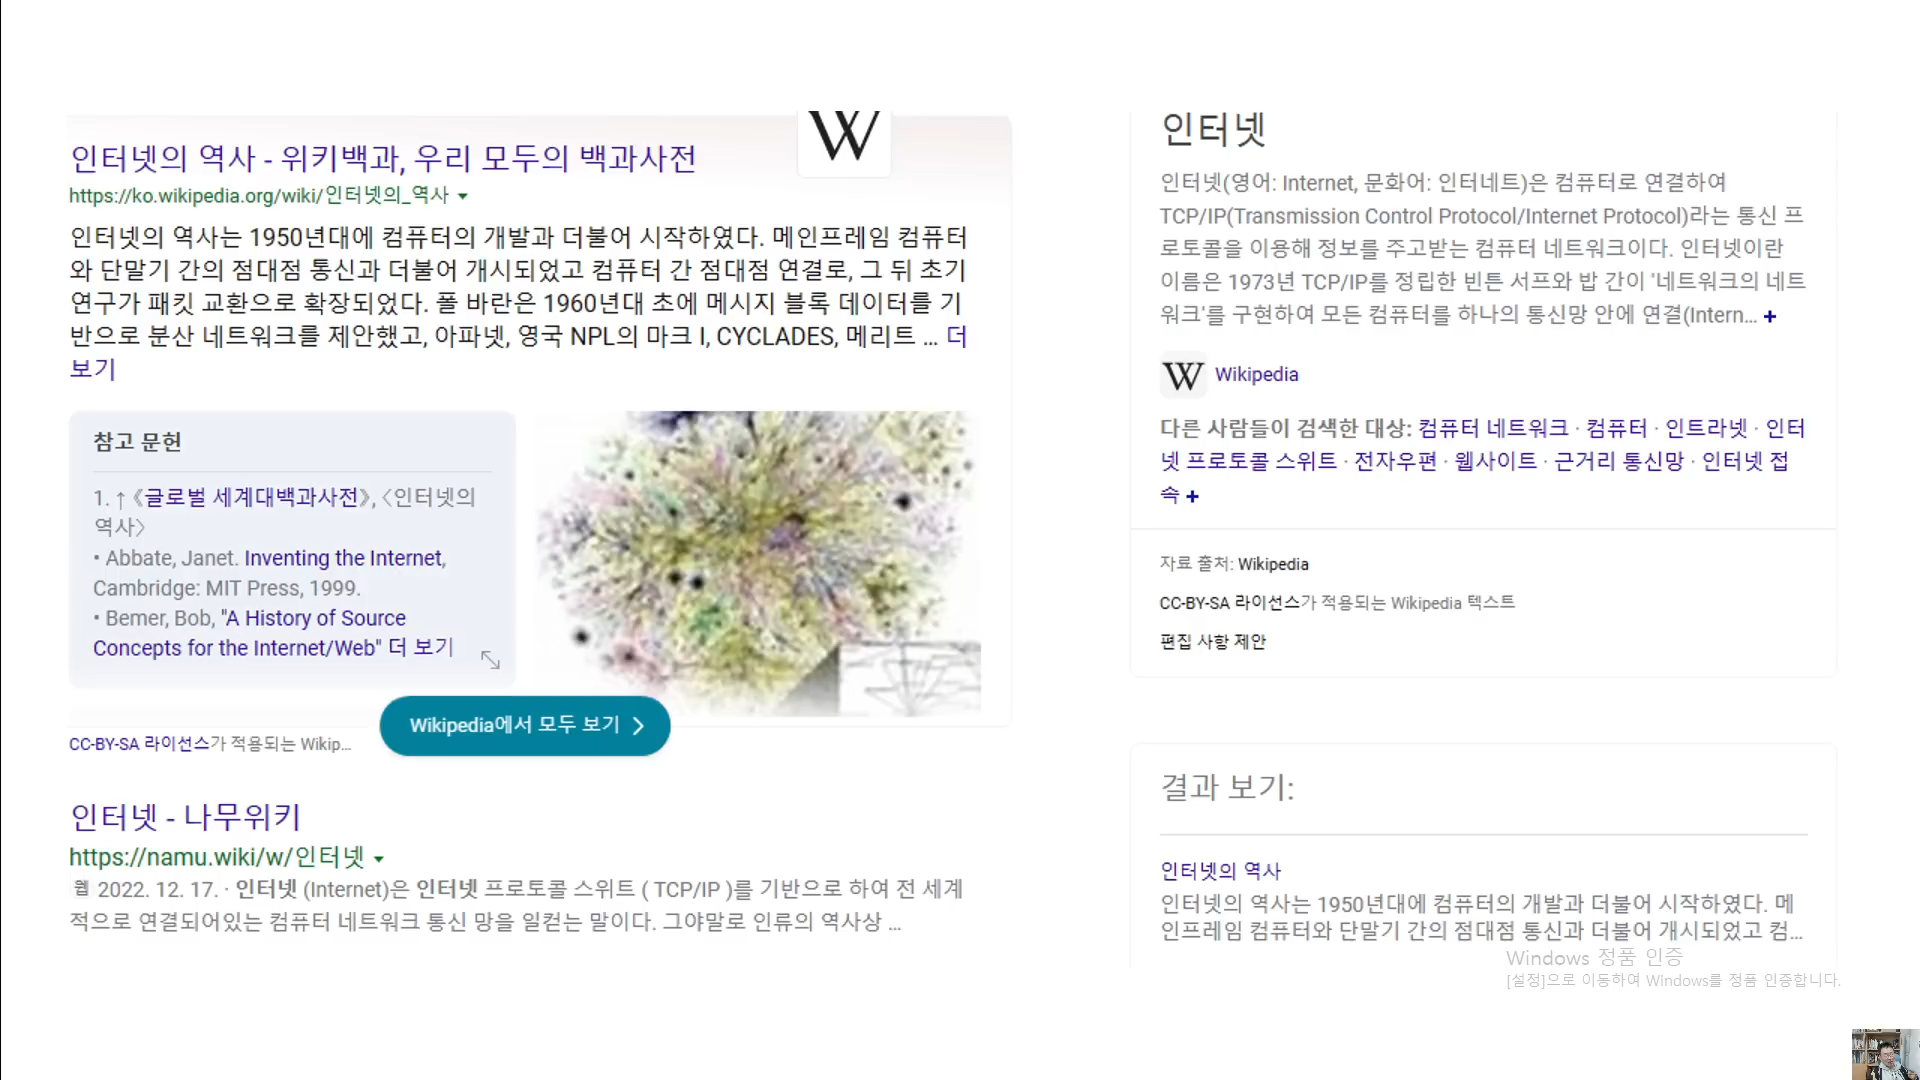 W
인터넷의 역사 - 위키백과, 우리 모두의 백과사전
https://ko.wikipedia.org/wiki/인터넷의_역사
인터넷의 역사는 1950년대에 컴퓨터의 개발과 더불어 시작하였다. 메인프레임 컴퓨터
와 단말기 간의 점대점 통신과 더불어 개시되었고 컴퓨터 간 점대점 연결로, 그 뒤 초기
연구가 패킷 교환으로 확장되었다. 폴 바란은 1960년대 초에 메시지 블록 데이터를 기
반으로 분산 네트워크를 제안했고, 아파넷, 영국 NPL의 마크 I, CYCLADES, 메리트 ... 더
보기
참고 문헌
1. ↑《글로벌 세계대백과사전》, 〈인터넷의
역사〉
• Abbate, Janet. Inventing the Internet,
Cambridge: MIT Press, 1999.
• Bemer, Bob, "A History of Source
Concepts for the Internet/Web" 더 보기
Wikipedia에서 모두 보기
CC-BY-SA 라이선스가 적용되는 Wikip...
인터넷 - 나무위키
https://namu.wiki/w/인터넷
웹 2022. 12. 17. · 인터넷 (Internet)은 인터넷 프로토콜 스위트 ( TCP/IP )를 기반으로 하여 전 세계
적으로 연결되어있는 컴퓨터 네트워크 통신 망을 일컫는 말이다. 그야말로 인류의 역사상 ...
인터넷
인터넷(영어: Internet, 문화어: 인터네트)은 컴퓨터로 연결하여
TCP/IP(Transmission Control Protocol/Internet Protocol)라는 통신 프
로토콜을 이용해 정보를 주고받는 컴퓨터 네트워크이다. 인터넷이란
이름은 1973년 TCP/IP를 정립한 빈튼 서프와 밥 간이 '네트워크의 네트
워크'를 구현하여 모든 컴퓨터를 하나의 통신망 안에 연결(Intern... +
W Wikipedia
다른 사람들이 검색한 대상: 컴퓨터 네트워크 · 컴퓨터 · 인트라넷 · 인터
넷 프로토콜 스위트 · 전자우편 · 웹사이트 · 근거리 통신망 · 인터넷 접
속 +
자료 출처: Wikipedia
CC-BY-SA 라이선스가 적용되는 Wikipedia 텍스트
편집 사항 제안
결과 보기:
인터넷의 역사
인터넷의 역사는 1950년대에 컴퓨터의 개발과 더불어 시작하였다. 메
인프레임 컴퓨터와 단말기 간의 점대점 통신과 더불어 개시되었고 컴...
Windows 정품 인증
[설정]으로 이동하여 Windows를 정품 인증합니다.